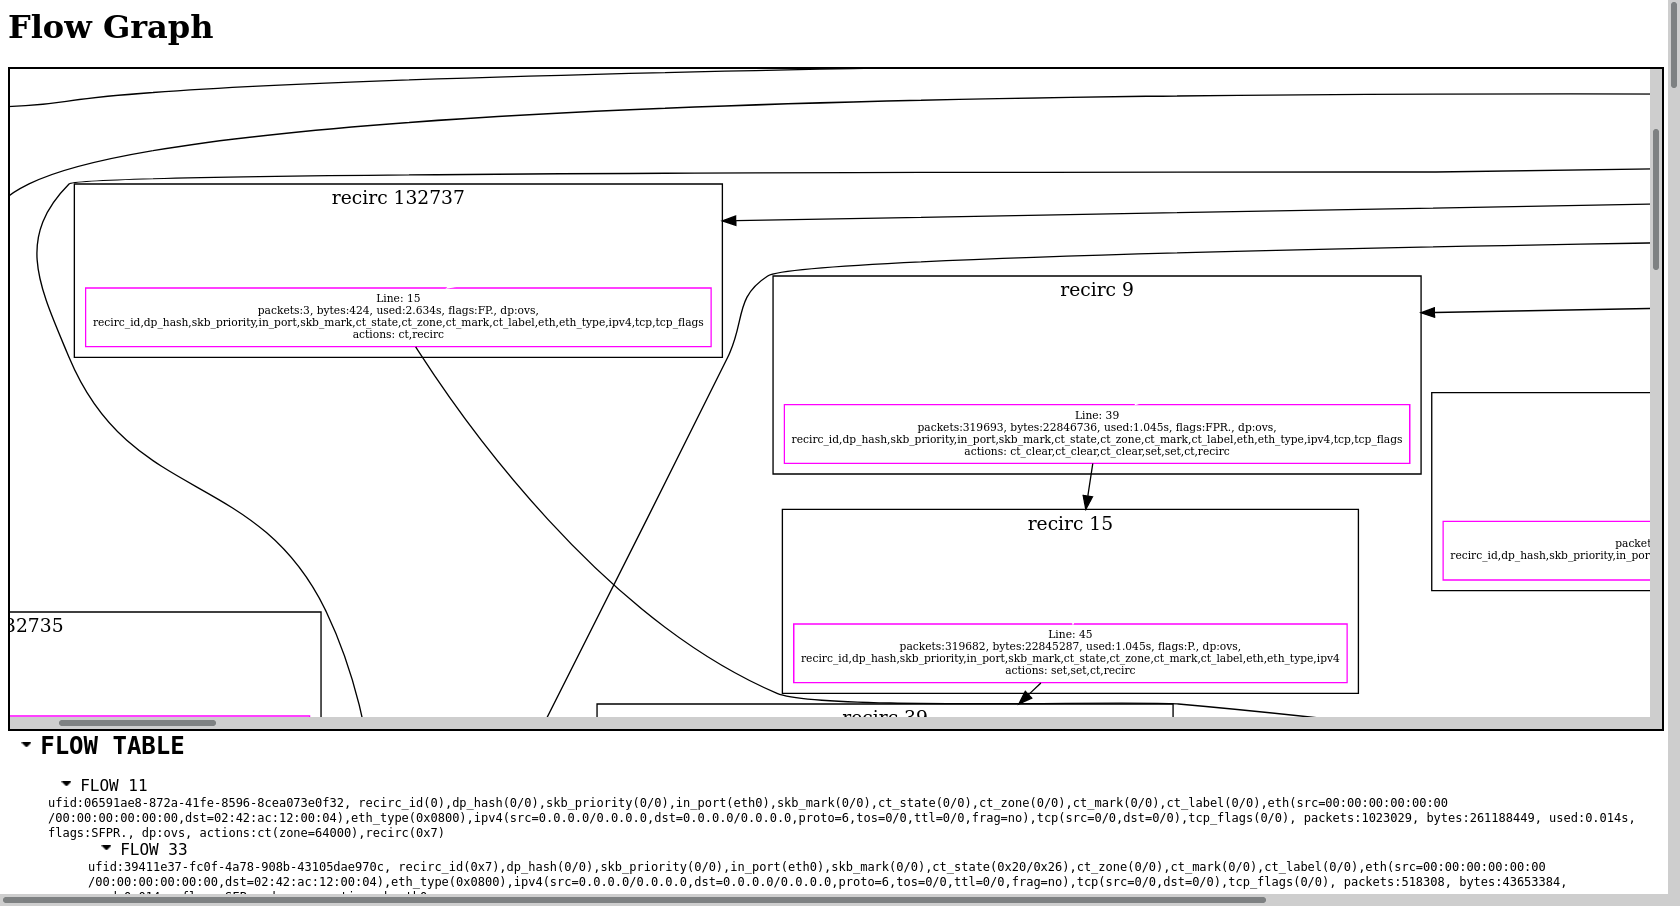 Flow Graph
recirc 132737
Line: 15
packets:3, bytes:424, used:2.634s, flags:FP., dp:ovs,
recirc_id,dp_hash,skb_priority,in_port,skb_mark,ct_state,ct_zone,ct_mark,ct_label,eth,eth_type,ipv4,tcp,tcp_flags
actions: ct,recirc
recirc 9
Line: 39
packets:319693, bytes:22846736, used:1.045s, flags:FPR., dp:ovs,
recirc_id,dp_hash,skb_priority,in_port,skb_mark,ct_state,ct_zone,ct_mark,ct_label,eth,eth_type,ipv4,tcp,tcp_flags
actions: ct_clear,ct_clear,ct_clear,set,set,ct,recirc
recirc 15
packet
recirc_id,dp_hash,skb_priority,in_por
32735
Line: 45
packets:319682, bytes:22845287, used:1.045s, flags:P., dp:ovs,
recirc_id,dp_hash,skb_priority,in_port,skb_mark,ct_state,ct_zone,ct_mark,ct_label,eth,eth_type,ipv4
actions: set,set,ct,recirc
recirc 39
FLOW TABLE
FLOW 11
ufid:06591ae8-872a-41fe-8596-8cea073e0f32, recirc_id(0),dp_hash(0/0),skb_priority(0/0),in_port(eth0),skb_mark(0/0),ct_state(0/0),ct_zone(0/0),ct_mark(0/0),ct_label(0/0),eth(src=00:00:00:00:00:00
/00:00:00:00:00:00,dst=02:42:ac:12:00:04),eth_type(0x0800),ipv4(src=0.0.0.0/0.0.0.0,dst=0.0.0.0/0.0.0.0,proto=6,tos=0/0,ttl=0/0,frag=no),tcp(src=0/0,dst=0/0),tcp_flags(0/0), packets:1023029, bytes:261188449, used:0.014s,
flags:SFPR., dp:ovs, actions:ct(zone=64000),recirc(0x7)
FLOW 33
ufid:39411e37-fc0f-4a78-908b-43105dae970c, recirc_id(0x7),dp_hash(0/0),skb_priority(0/0),in_port(eth0),skb_mark(0/0),ct_state(0x20/0x26),ct_zone(0/0),ct_mark(0/0),ct_label(0/0),eth(src=00:00:00:00:00:00
/00:00:00:00:00:00,dst=02:42:ac:12:00:04),eth_type(0x0800),ipv4(src=0.0.0.0/0.0.0.0,dst=0.0.0.0/0.0.0.0,proto=6,tos=0/0,ttl=0/0,frag=no),tcp(src=0/0,dst=0/0),tcp_flags(0/0), packets:518308, bytes:43653384,